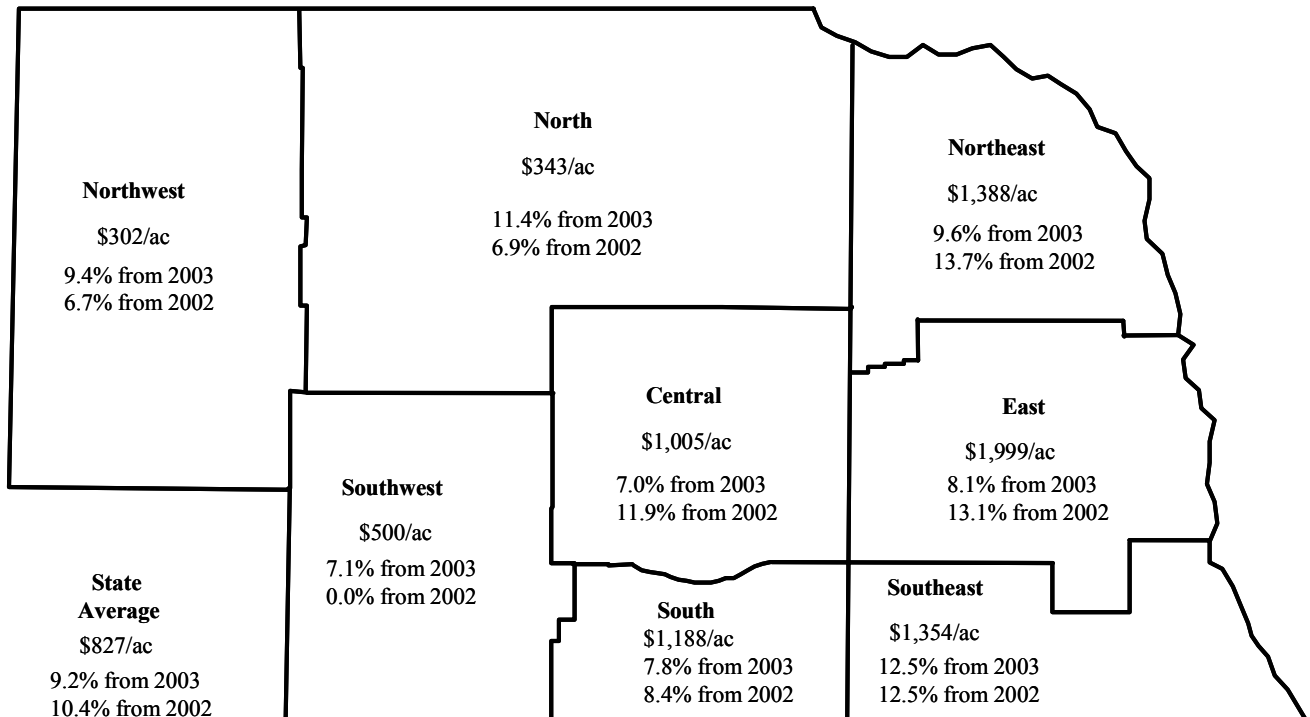 North
$343/ac
11.4% from 2003
6.9% from 2002
Northeast
$1,388/ac
9.6% from 2003
13.7% from 2002
Northwest
$302/ac
9.4% from 2003
6.7% from 2002
Central
$1,005/ac
7.0% from 2003
11.9% from 2002
East
$1,999/ac
8.1% from 2003
13.1% from 2002
Southwest
$500/ac
7.1% from 2003
0.0% from 2002
State
Average
$827/ac
9.2% from 2003
10.4% from 2002
South
$1,188/ac
7.8% from 2003
8.4% from 2002
Southeast
$1,354/ac
12.5% from 2003
12.5% from 2002